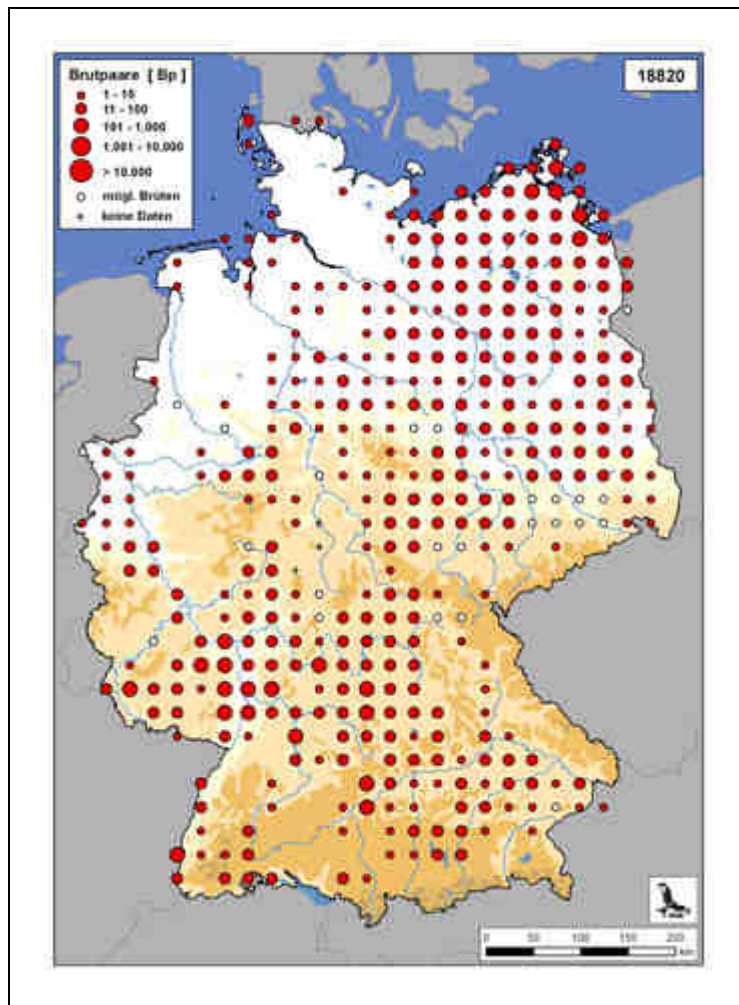 Brutpaare [ Bp ]
1 - 10
11 - 100
101 - 1,000
1,001 - 10,000
> 10.000
mögl. Brüten
keine Daten
18820
0 50 100 150 200
km